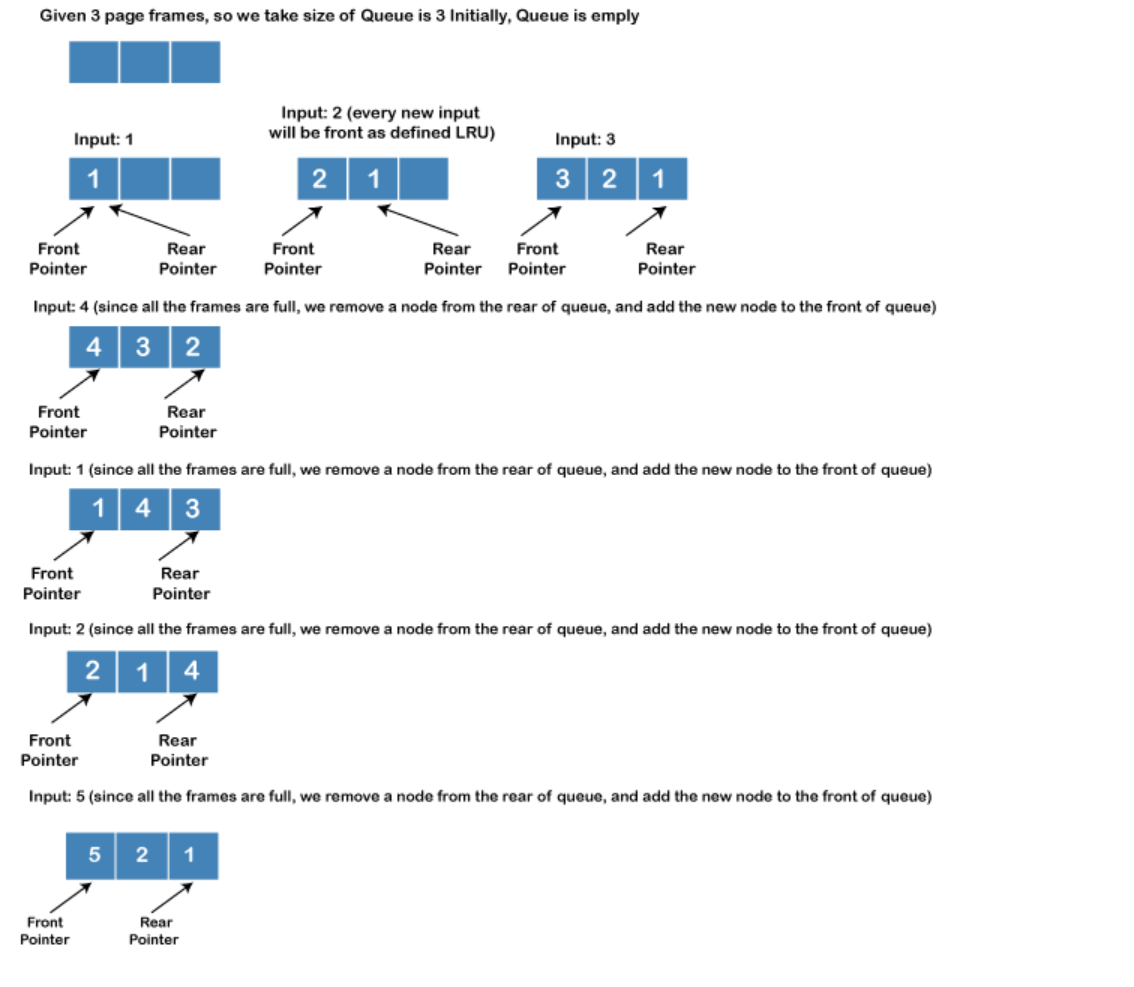 Given 3 page frames, so we take size of Queue is 3 Initially, Queue is emply
Input: 1
1
Front
Pointer
Rear
Pointer
Input: 2 (every new input
will be front as defined LRU)
2 1
Front
Pointer
Rear
Pointer
Input: 3
3 2 1
Front
Pointer
Rear
Pointer
Input: 4 (since all the frames are full, we remove a node from the rear of queue, and add the new node to the front of queue)
4 3 2
Front
Pointer
Rear
Pointer
Input: 1 (since all the frames are full, we remove a node from the rear of queue, and add the new node to the front of queue)
1 4 3
Front
Pointer
Rear
Pointer
Input: 2 (since all the frames are full, we remove a node from the rear of queue, and add the new node to the front of queue)
2 1 4
Front
Pointer
Rear
Pointer
Input: 5 (since all the frames are full, we remove a node from the rear of queue, and add the new node to the front of queue)
5 2 1
Front
Pointer
Rear
Pointer